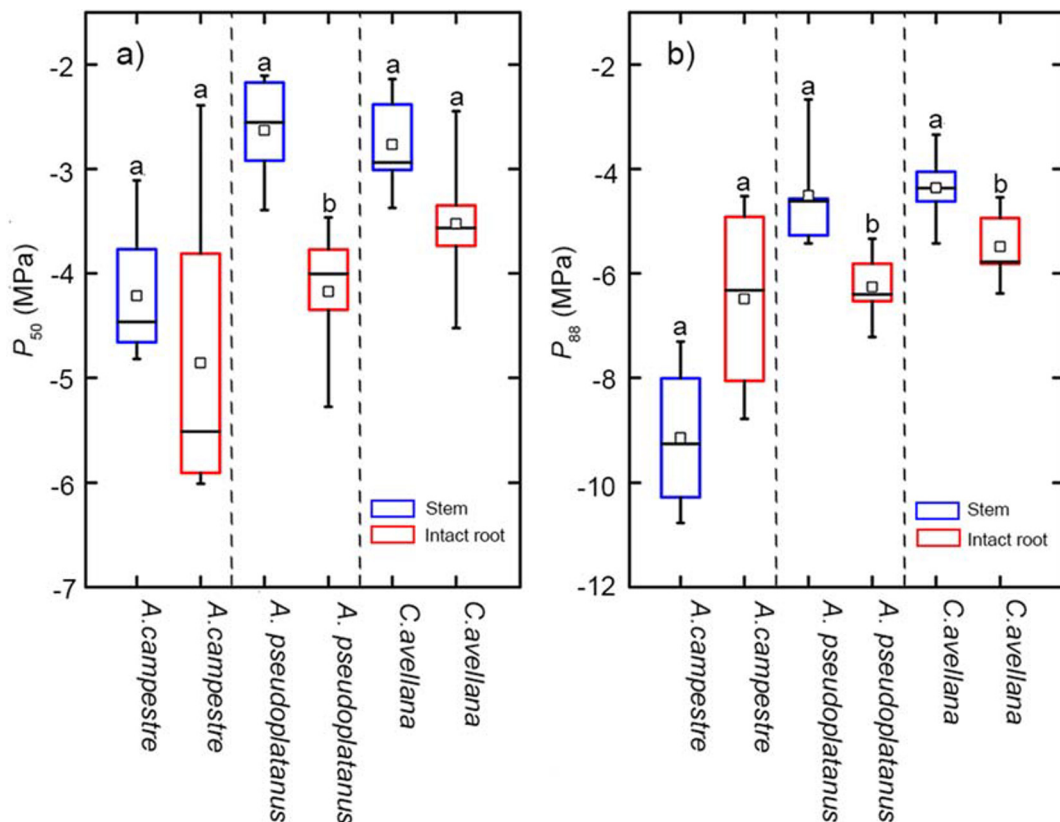 a)
-2
-3
-4
-5
-6
-7
P50 (MPa)
a
a
a
b
a
a
Stem
Intact root
A.campestre
A.campestre
A. pseudoplatanus
A. pseudoplatanus
C.avellana
C.avellana
b)
-2
-4
-6
-8
-10
-12
P88 (MPa)
a
a
a
b
a
b
Stem
Intact root
A.campestre
A.campestre
A. pseudoplatanus
A. pseudoplatanus
C.avellana
C.avellana